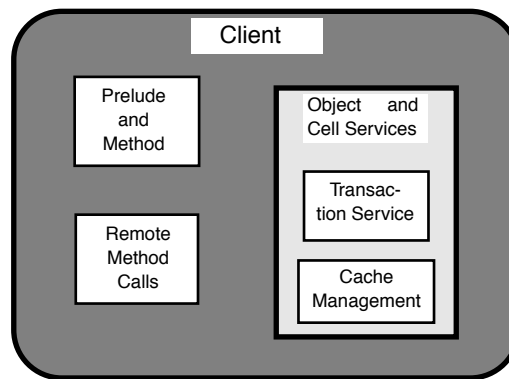 Client
Prelude
and
Method
Remote
Method
Calls
Object and
Cell Services
Transac-
tion Service
Cache
Management